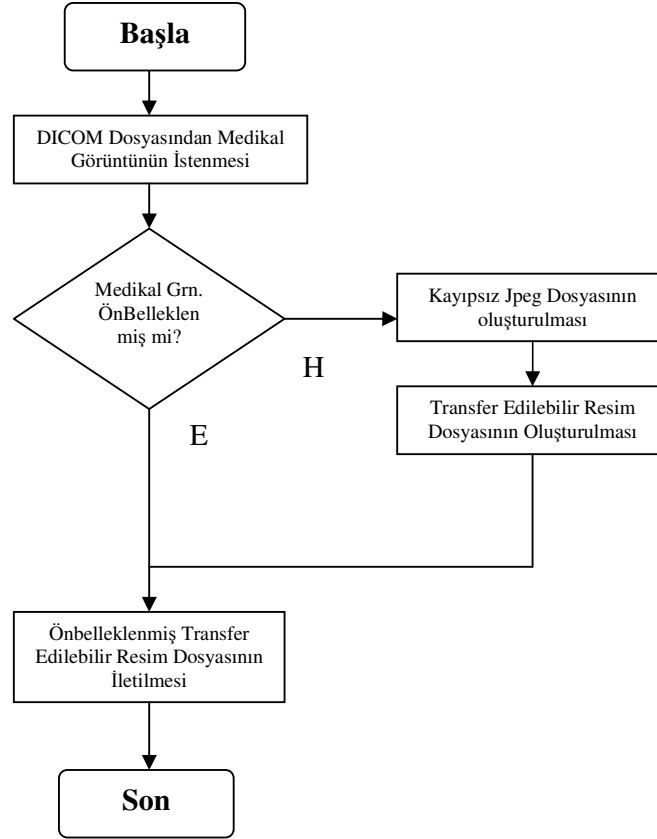 Başla
DICOM Dosyasından Medikal
Görüntünün İstenmesi
Medikal Grn.
ÖnBelleklen
miş mi?
H
Kayıpsız Jpeg Dosyasının
oluşturulması
Transfer Edilebilir Resim
Dosyasının Oluşturulması
E
Önbelleklenmiş Transfer
Edilebilir Resim Dosyasının
İletilmesi
Son